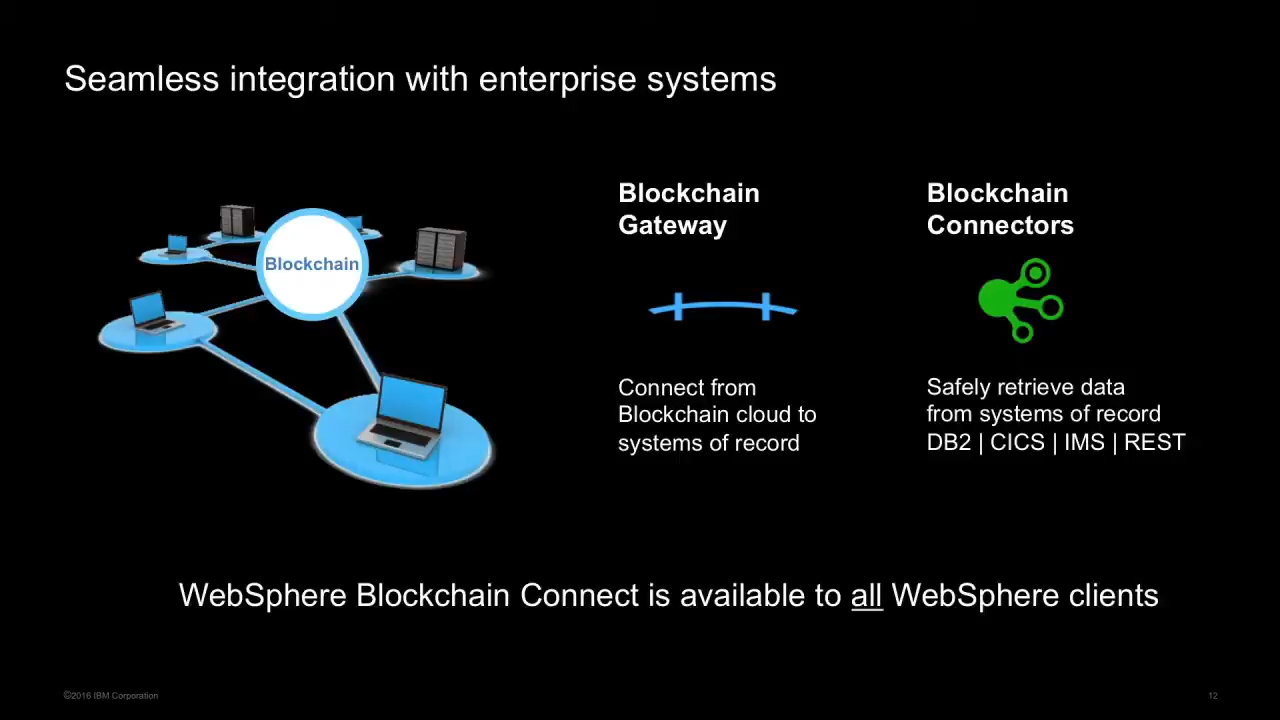 Seamless integration with enterprise systems
Blockchain
Blockchain
Gateway
Connect from
Blockchain cloud to
systems of record
Blockchain
Connectors
Safely retrieve data
from systems of record
DB2 | CICS | IMS | REST
WebSphere Blockchain Connect is available to all WebSphere clients
©2016 IBM Corporation
12